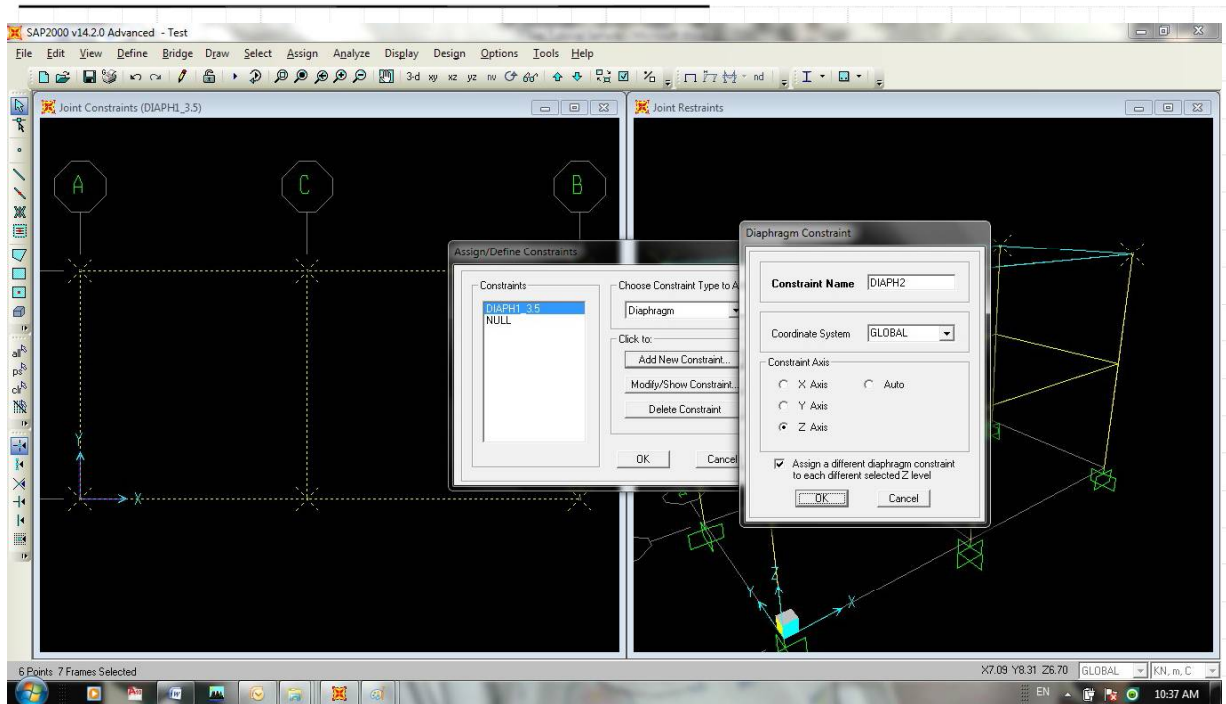 SAP2000 v14.2.0 Advanced - Test
File Edit View Define Bridge Draw Select Assign Analyze Display Design Options Tools Help
3-d xy xz yz nv nd
Joint Constraints (DIAPH1_3.5)
Joint Restraints
A C B
Y
X
Assign/Define Constraints
Constraints
DIAPH1_3.5
NULL
Choose Constraint Type to A
Diaphragm
Click to:
Add New Constraint...
Modify/Show Constraint...
Delete Constraint
OK Cancel
Diaphragm Constraint
Constraint Name DIAPH2
Coordinate System GLOBAL
Constraint Axis
X Axis Auto
Y Axis
Z Axis
Assign a different diaphragm constraint
to each different selected Z level
OK Cancel
Z
Y X
all
ps
clr
6 Points 7 Frames Selected
X7.09 Y8.31 Z6.70 GLOBAL KN, m, C
EN 10:37 AM